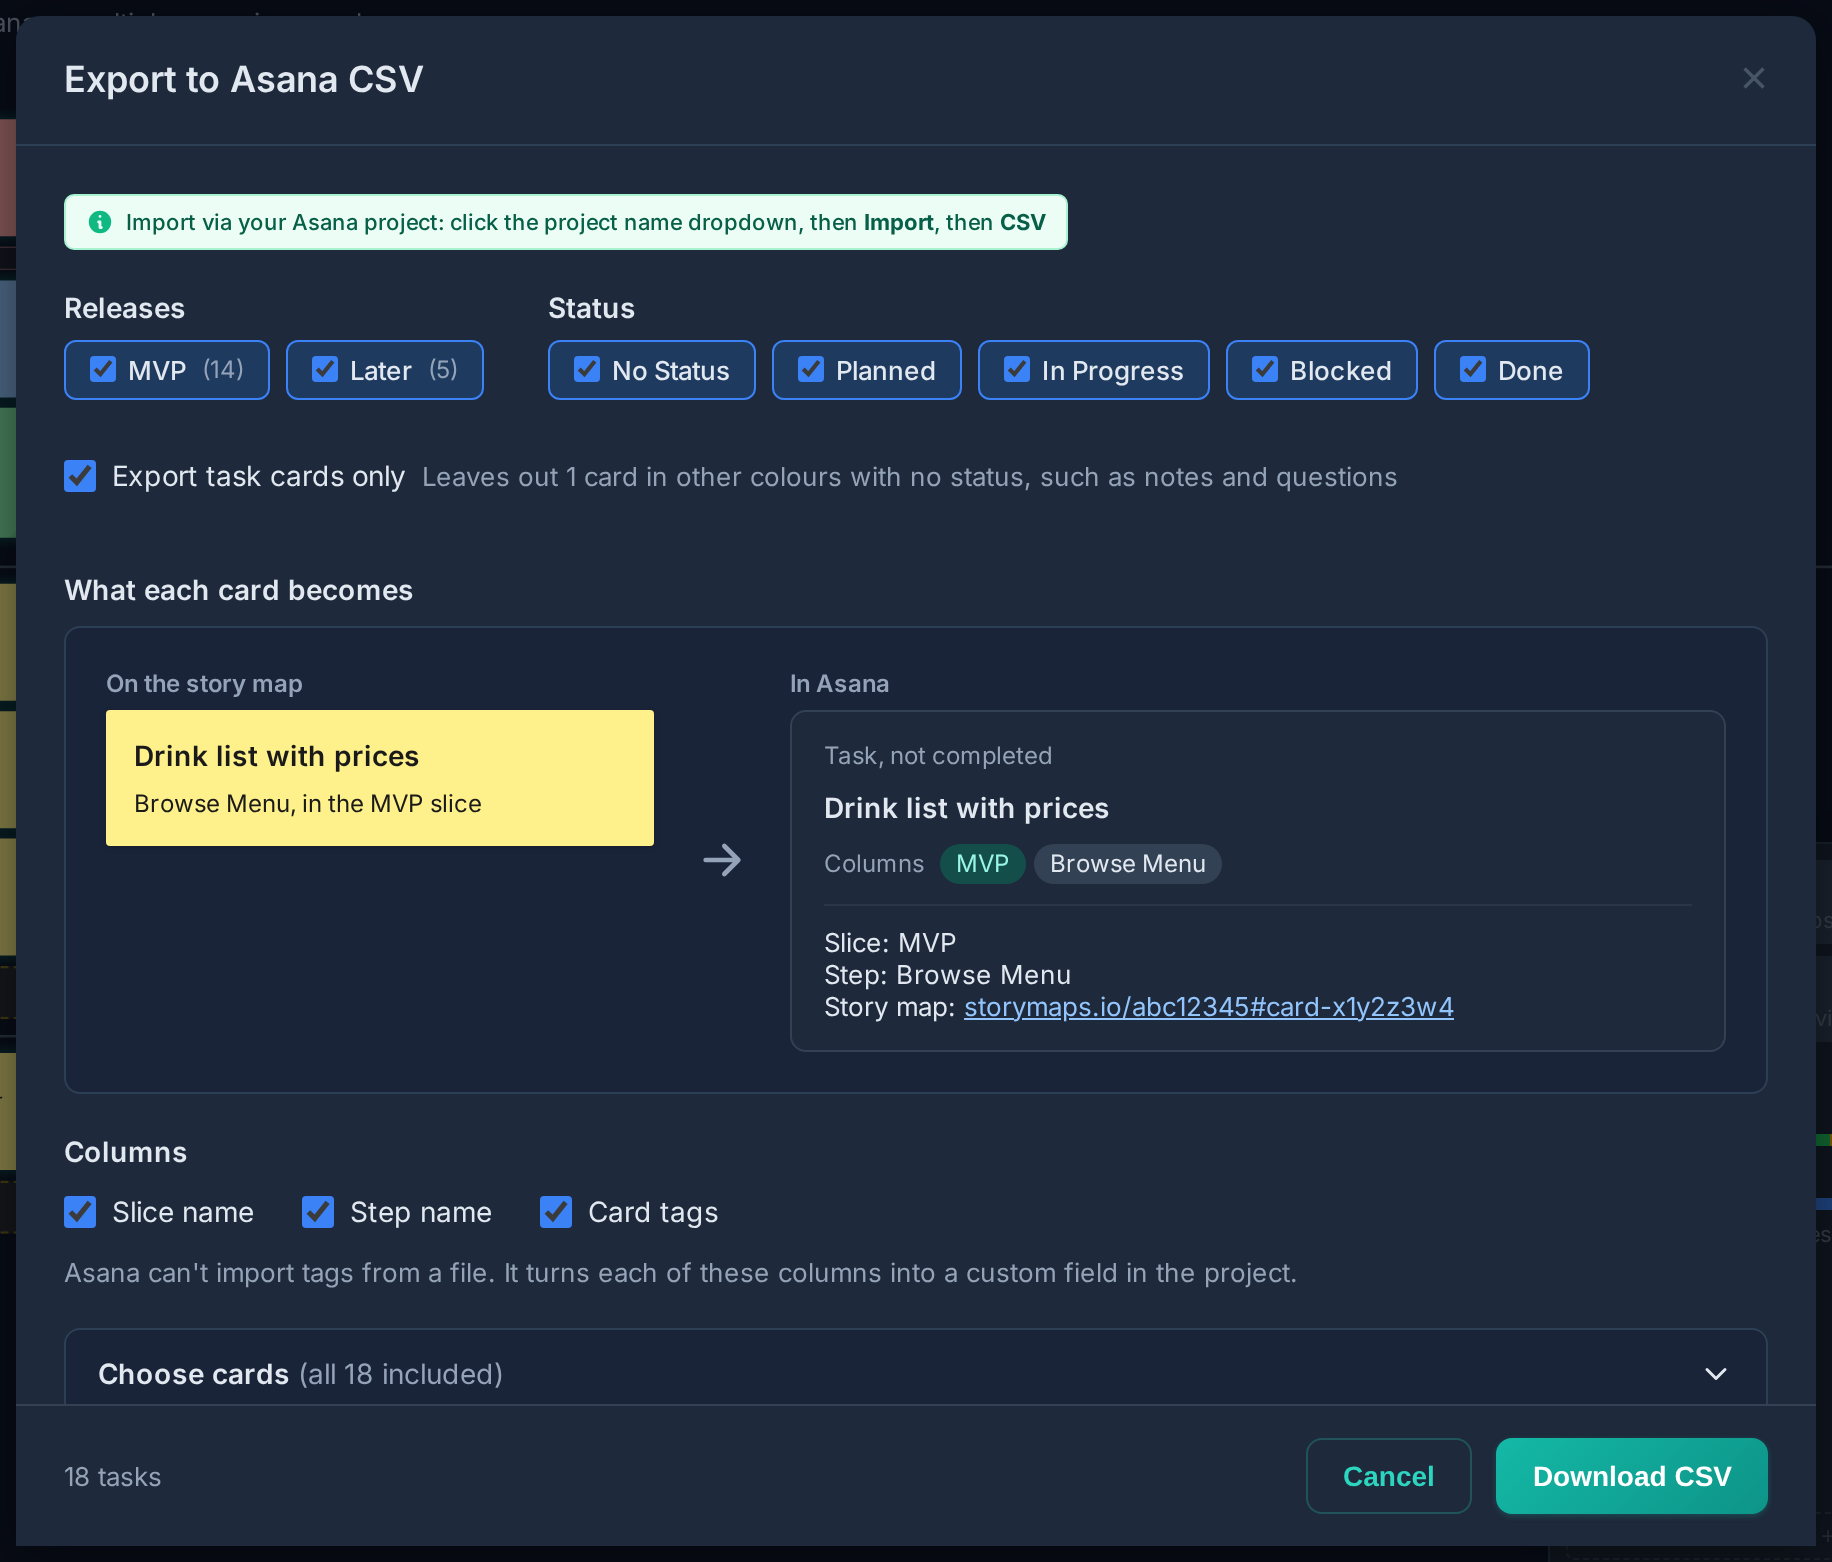 Export to Asana CSV
Import via your Asana project: click the project name dropdown, then Import, then CSV
Releases
Status
MVP (14)
Later (5)
No Status
Planned
In Progress
Blocked
Done
Export task cards only Leaves out 1 card in other colours with no status, such as notes and questions
What each card becomes
On the story map
Drink list with prices
Browse Menu, in the MVP slice
In Asana
Task, not completed
Drink list with prices
Columns MVP Browse Menu
Slice: MVP
Step: Browse Menu
Story map: storymaps.io/abc12345#card-x1y2z3w4
Columns
Slice name
Step name
Card tags
Asana can't import tags from a file. It turns each of these columns into a custom field in the project.
Choose cards (all 18 included)
18 tasks
Cancel
Download CSV